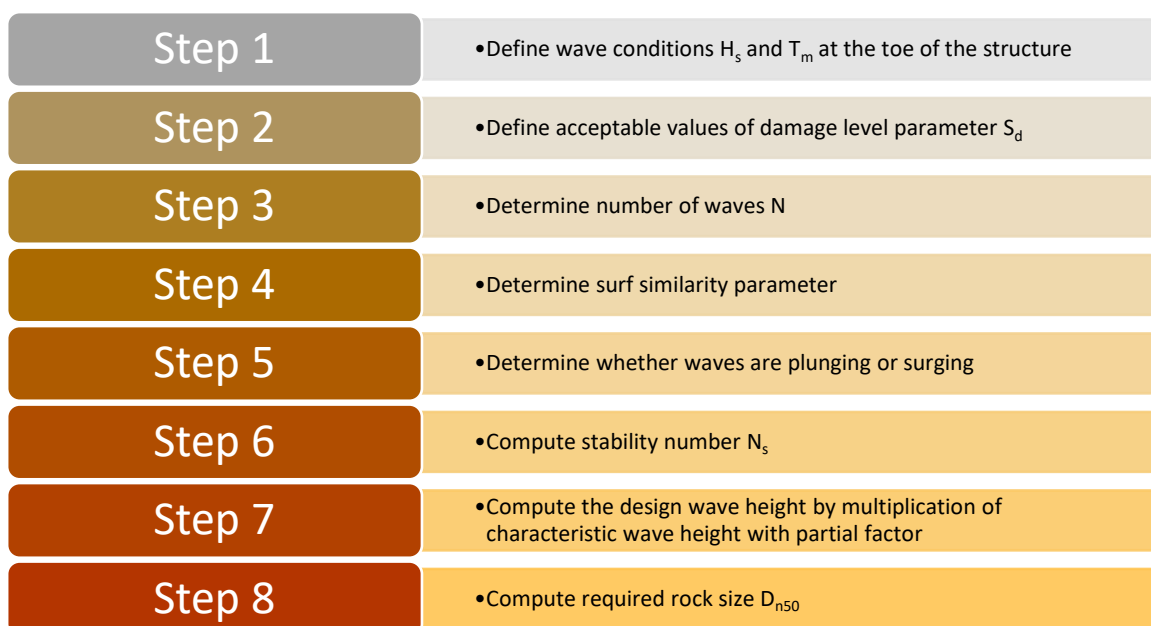 Step 1
•Define wave conditions Hₛ and Tₘ at the toe of the structure
Step 2
•Define acceptable values of damage level parameter S_d
Step 3
•Determine number of waves N
Step 4
•Determine surf similarity parameter
Step 5
•Determine whether waves are plunging or surging
Step 6
•Compute stability number Nₛ
Step 7
•Compute the design wave height by multiplication of
characteristic wave height with partial factor
Step 8
•Compute required rock size D_n50